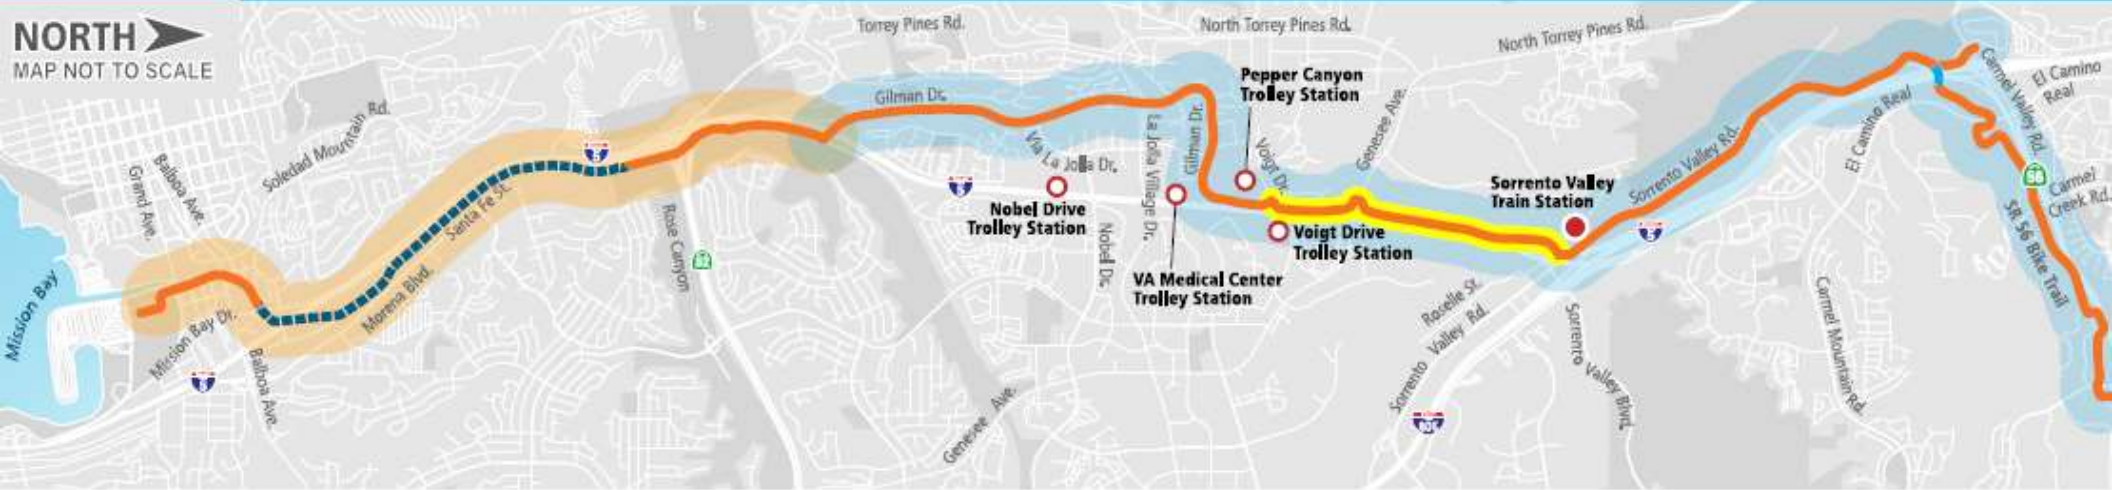 NORTH
MAP NOT TO SCALE
Torrey Pines Rd.
North Torrey Pines Rd.
North Torrey Pines Rd.
Pepper Canyon
Trolley Station
Gilman Dr.
Genesee Ave.
Carmel Valley Rd.
El Camino
Real
El Camino Real
Soledad Mountain Rd.
Balboa Ave.
Grand Ave.
Santa Fe St.
Morena Blvd.
5
Rose Canyon
52
Via La Jolla Dr.
La Jolla Village Dr.
Gilman Dr.
Voigt Dr.
5
Nobel Drive
Trolley Station
Nobel Dr.
VA Medical Center
Trolley Station
Voigt Drive
Trolley Station
Sorrento Valley
Train Station
Sorrento Valley Rd.
5
56
Carmel
Creek Rd.
SR 56 Bike Trail
Mission Bay
Mission Bay Dr.
5
Balboa Ave.
Genesee Ave.
Roselle St.
Sorrento Valley Rd.
805
Sorrento Valley Blvd.
Carmel Mountain Rd.